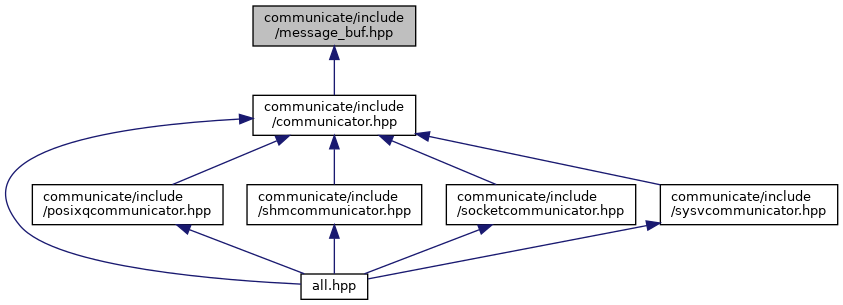 communicate/include
/message_buf.hpp
communicate/include
/communicator.hpp
communicate/include
/posixqcommunicator.hpp
communicate/include
/shmcommunicator.hpp
communicate/include
/socketcommunicator.hpp
communicate/include
/sysvcommunicator.hpp
all.hpp